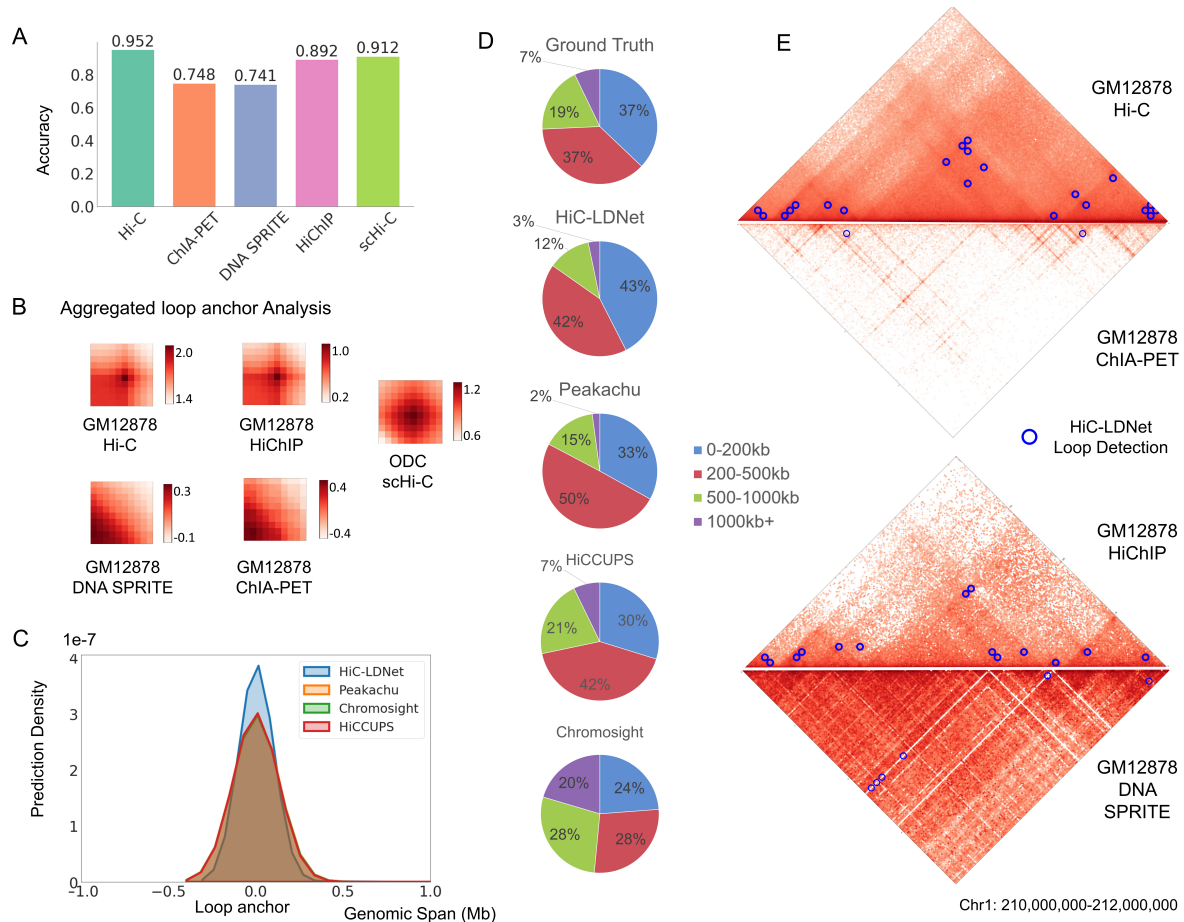 A
0.952
0.748
0.741
0.892
0.912
0.8
0.6
0.4
0.2
0.0
Accuracy
Hi-C
ChIA-PET
DNA SPRITE
HiChIP
scHi-C
B
Aggregated loop anchor Analysis
2.0
1.4
GM12878
Hi-C
1.0
0.2
GM12878
HiChIP
1.2
0.6
ODC
scHi-C
0.3
-0.1
GM12878
DNA SPRITE
0.4
-0.4
GM12878
ChIA-PET
C
1e-7
4
3
2
1
0
Prediction Density
HiC-LDNet
Peakachu
Chromosight
HiCCUPS
−1.0
−0.5
0.0
0.5
1.0
Loop anchor
Genomic Span (Mb)
D
Ground Truth
7%
19%
37%
37%
HiC-LDNet
3%
12%
43%
42%
Peakachu
2%
15%
33%
50%
0-200kb
200-500kb
500-1000kb
1000kb+
HiCCUPS
7%
21%
30%
42%
Chromosight
20%
24%
28%
28%
E
GM12878
Hi-C
GM12878
ChIA-PET
HiC-LDNet
Loop Detection
GM12878
HiChIP
GM12878
DNA
SPRITE
Chr1: 210,000,000-212,000,000